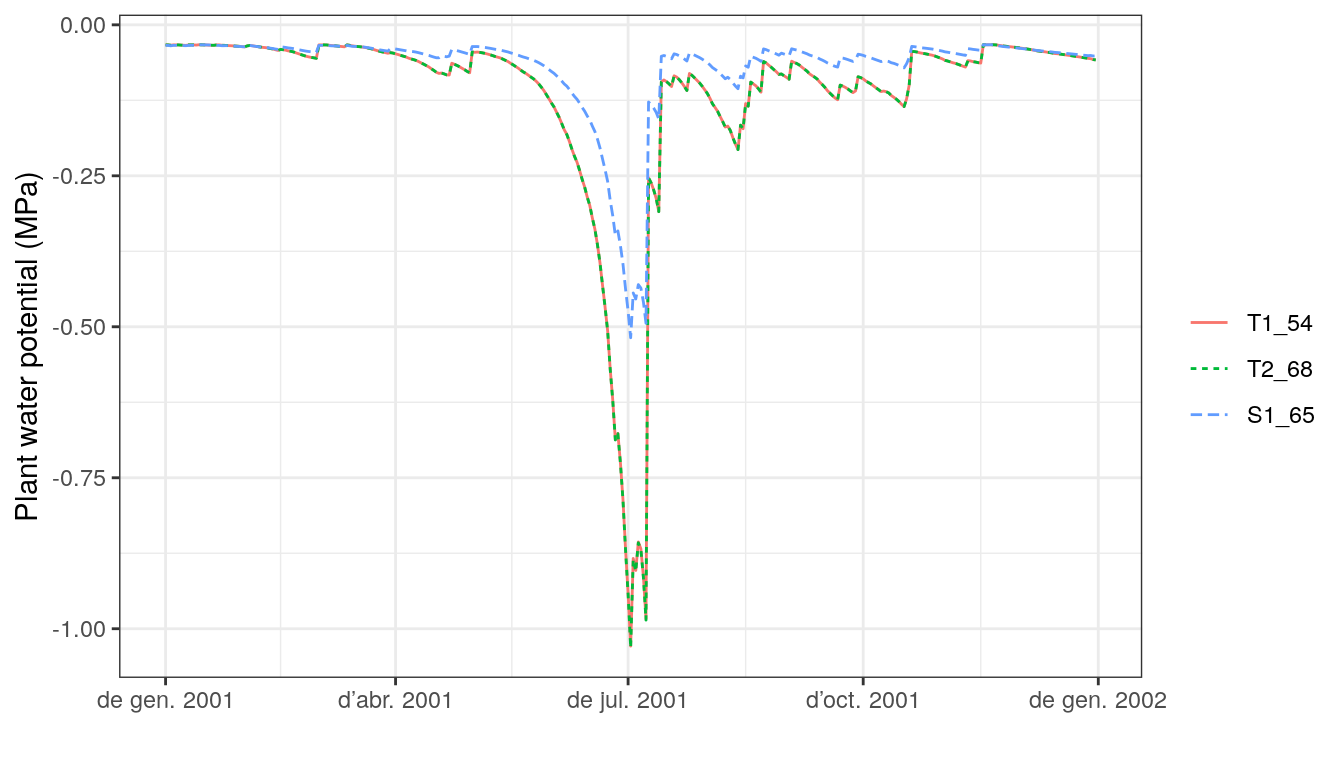 0.00
-0.25
-0.50
-0.75
-1.00
Plant water potential (MPa)
de gen. 2001
d’abr. 2001
de jul. 2001
d’oct. 2001
de gen. 2002
T1_54
T2_68
S1_65